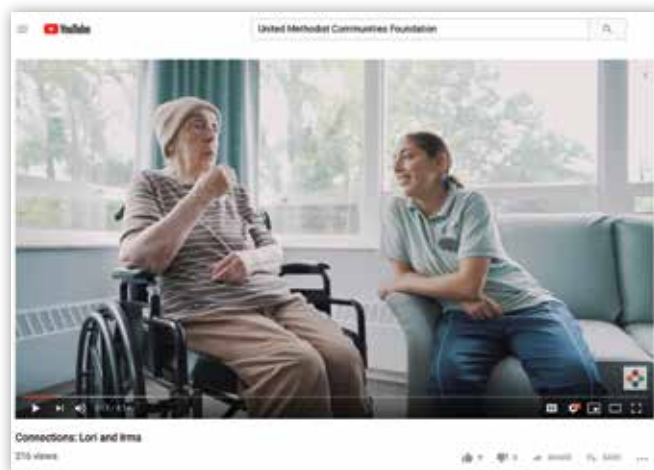 YouTube
United Methodist Communities Foundation
Connections: Lori and Irma
216 views
SHARE
SAVE